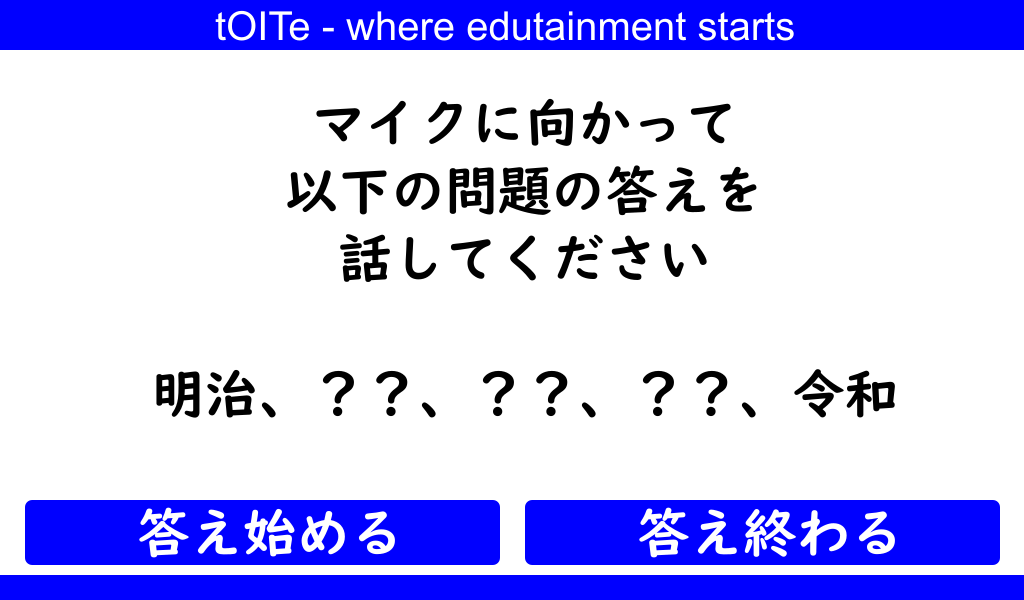 tOITe - where edutainment starts
マイクに向かって
以下の問題の答えを
話してください
明治、？？、？？、？？、令和
答え始める
答え終わる